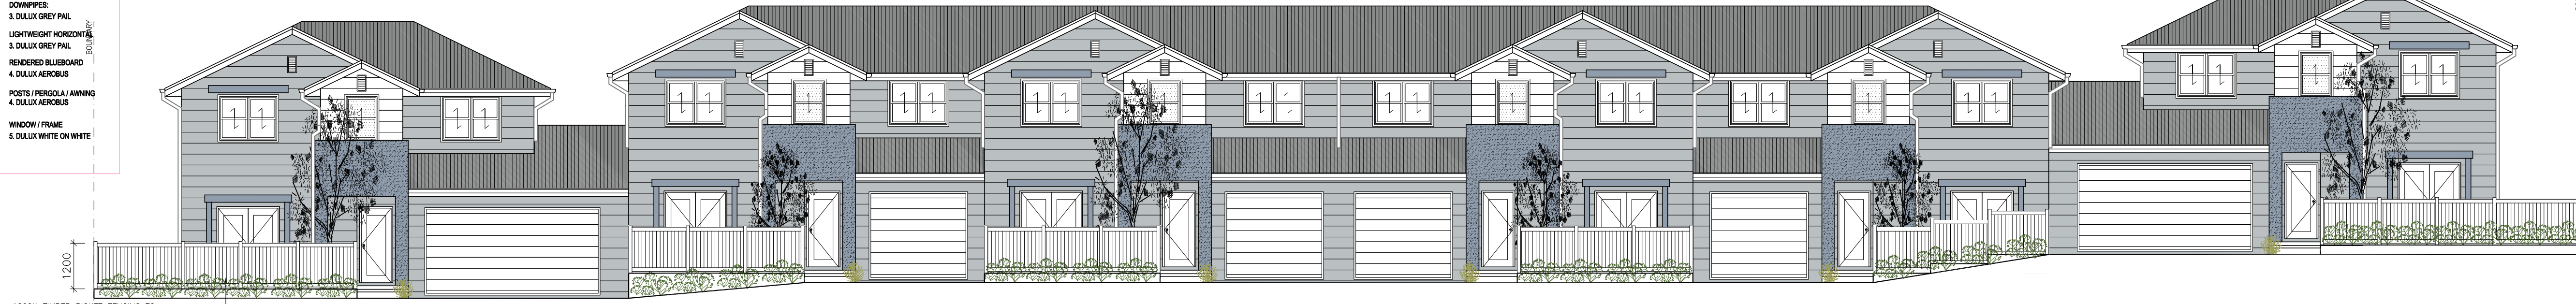 DOWNPIPES:
3. DULUX GREY PAIL
LIGHTWEIGHT HORIZONTAL
3. DULUX GREY PAIL
RENDERED BLUEBOARD
4. DULUX AEROBUS
POSTS / PERGOLA / AWNING
4. DULUX AEROBUS
WINDOW / FRAME
5. DULUX WHITE ON WHITE
BOUNDARY
1200